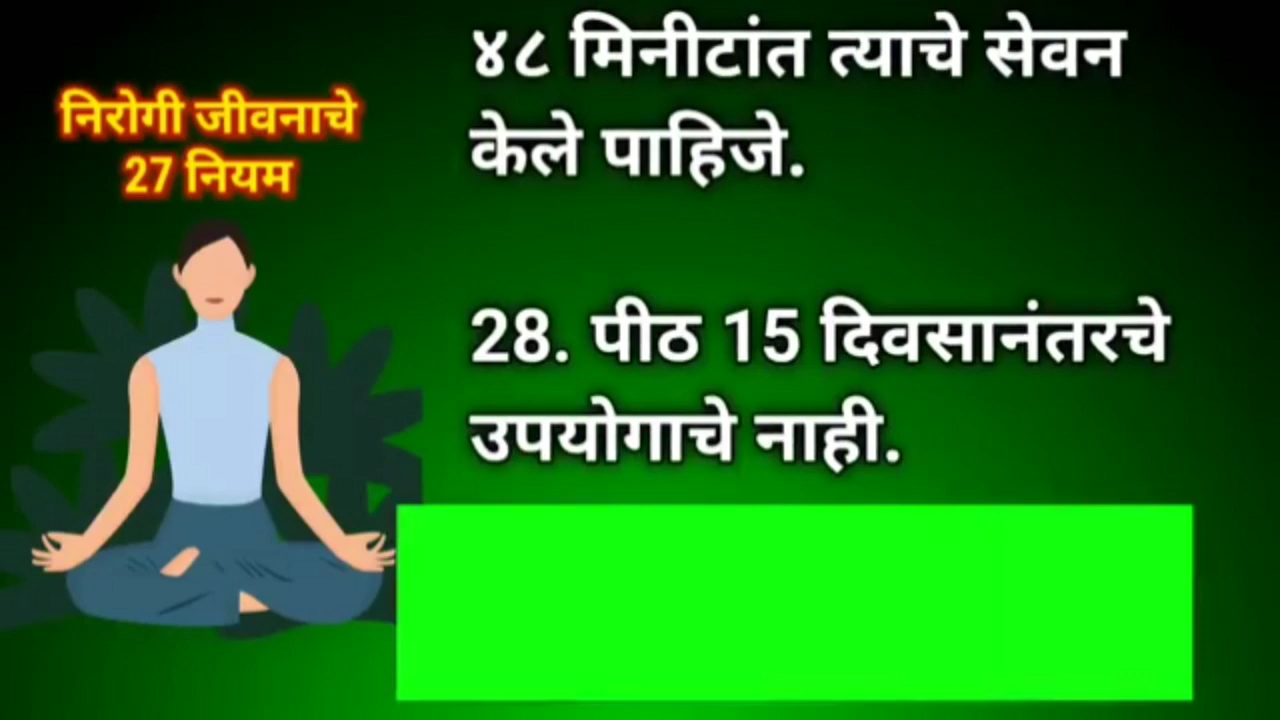 निरोगी जीवनाचे
27 नियम
४८ मिनीटांत त्याचे सेवन
केले पाहिजे.
28. पीठ 15 दिवसानंतरचे
उपयोगाचे नाही.